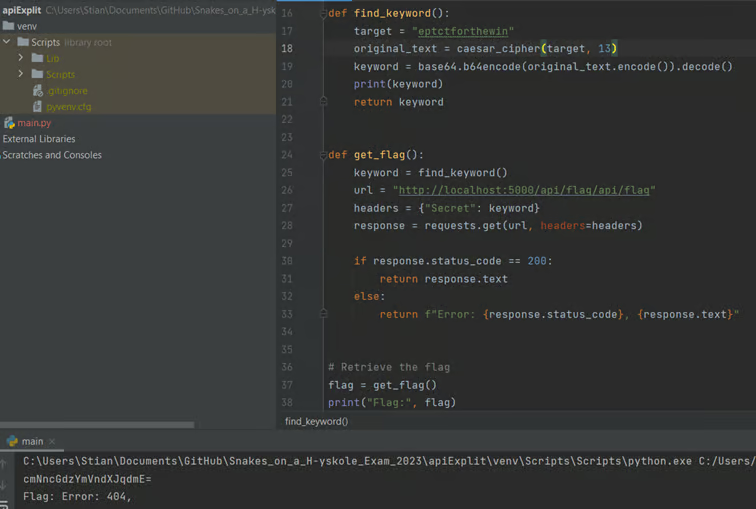 apiExplit C:\Users\Stian\Documents\GitHub\Snakes_on_a_H-yskole
venv
Scripts library root
Lib
Scripts
.gitignore
pyvenv.cfg
main.py
External Libraries
Scratches and Consoles
16 def find_keyword():
17 target = "eptctforthewin"
18 original_text = caesar_cipher(target, 13)
19 keyword = base64.b64encode(original_text.encode()).decode()
20 print(keyword)
21 return keyword
22
23
24 def get_flag():
25 keyword = find_keyword()
26 url = "http://localhost:5000/api/flag/api/flag"
27 headers = {"Secret": keyword}
28 response = requests.get(url, headers=headers)
29
30 if response.status_code == 200:
31 return response.text
32 else:
33 return f"Error: {response.status_code}, {response.text}"
34
35
36 # Retrieve the flag
37 flag = get_flag()
38 print("Flag:", flag)
find_keyword()
main ×
C:\Users\Stian\Documents\GitHub\Snakes_on_a_H-yskole_Exam_2023\apiExplit\venv\Scripts\Scripts\python.exe C:/Users/
cmNncGdzYmVndXJqdmE=
Flag: Error: 404,